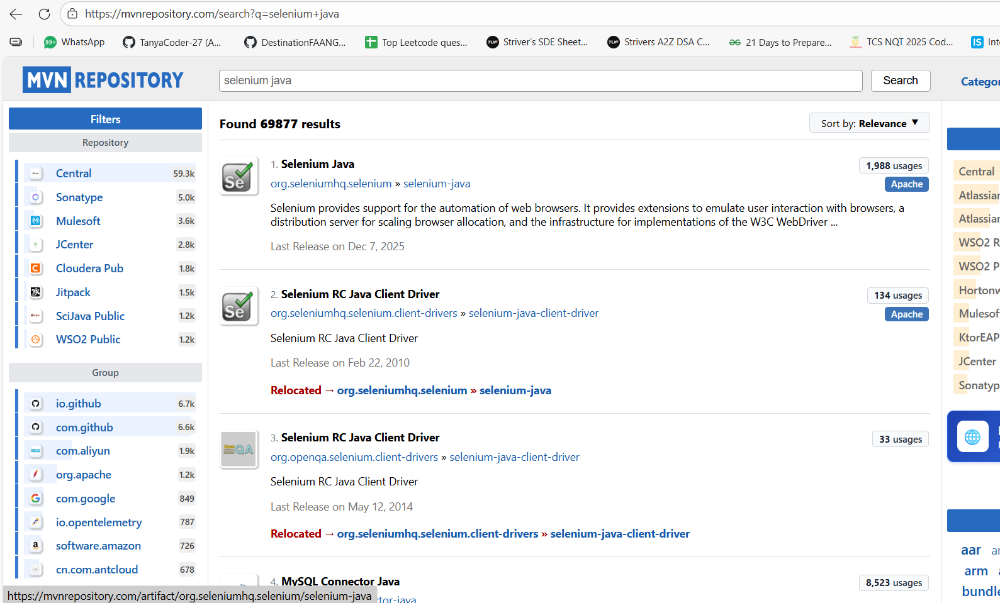 https://mvnrepository.com/search?q=selenium+java
99+ WhatsApp
TanyaCoder-27 (A...
DestinationFAANG...
Top Leetcode ques...
TUF Striver's SDE Sheet...
TUF Strivers A2Z DSA C...
21 Days to Prepare...
TCS NQT 2025 Cod...
IS Int
MVN REPOSITORY
selenium java
Search
Categor
Filters
Repository
Central 59.3k
Sonatype 5.0k
Mulesoft 3.6k
JCenter 2.8k
Cloudera Pub 1.8k
Jitpack 1.5k
SciJava Public 1.2k
WSO2 Public 1.2k
Group
io.github 6.7k
com.github 6.6k
com.aliyun 1.9k
org.apache 1.2k
com.google 849
io.opentelemetry 787
software.amazon 726
cn.com.antcloud 678
Found 69877 results
Sort by: Relevance ▼
Se
1. Selenium Java
1,988 usages
org.seleniumhq.selenium » selenium-java
Apache
Selenium provides support for the automation of web browsers. It provides extensions to emulate user interaction with browsers, a
distribution server for scaling browser allocation, and the infrastructure for implementations of the W3C WebDriver ...
Last Release on Dec 7, 2025
Se
2. Selenium RC Java Client Driver
134 usages
org.seleniumhq.selenium.client-drivers » selenium-java-client-driver
Apache
Selenium RC Java Client Driver
Last Release on Feb 22, 2010
Relocated → org.seleniumhq.selenium » selenium-java
Open QA
3. Selenium RC Java Client Driver
33 usages
org.openqa.selenium.client-drivers » selenium-java-client-driver
Selenium RC Java Client Driver
Last Release on May 12, 2014
Relocated → org.seleniumhq.selenium.client-drivers » selenium-java-client-driver
4. MySQL Connector Java
8,523 usages
tor-java
https://mvnrepository.com/artifact/org.seleniumhq.selenium/selenium-java
Central
Atlassian
Atlassian
WSO2 R
WSO2 P
Hortonw
Mulesof
KtorEAP
JCenter
Sonatyp
aar
arm
bundle